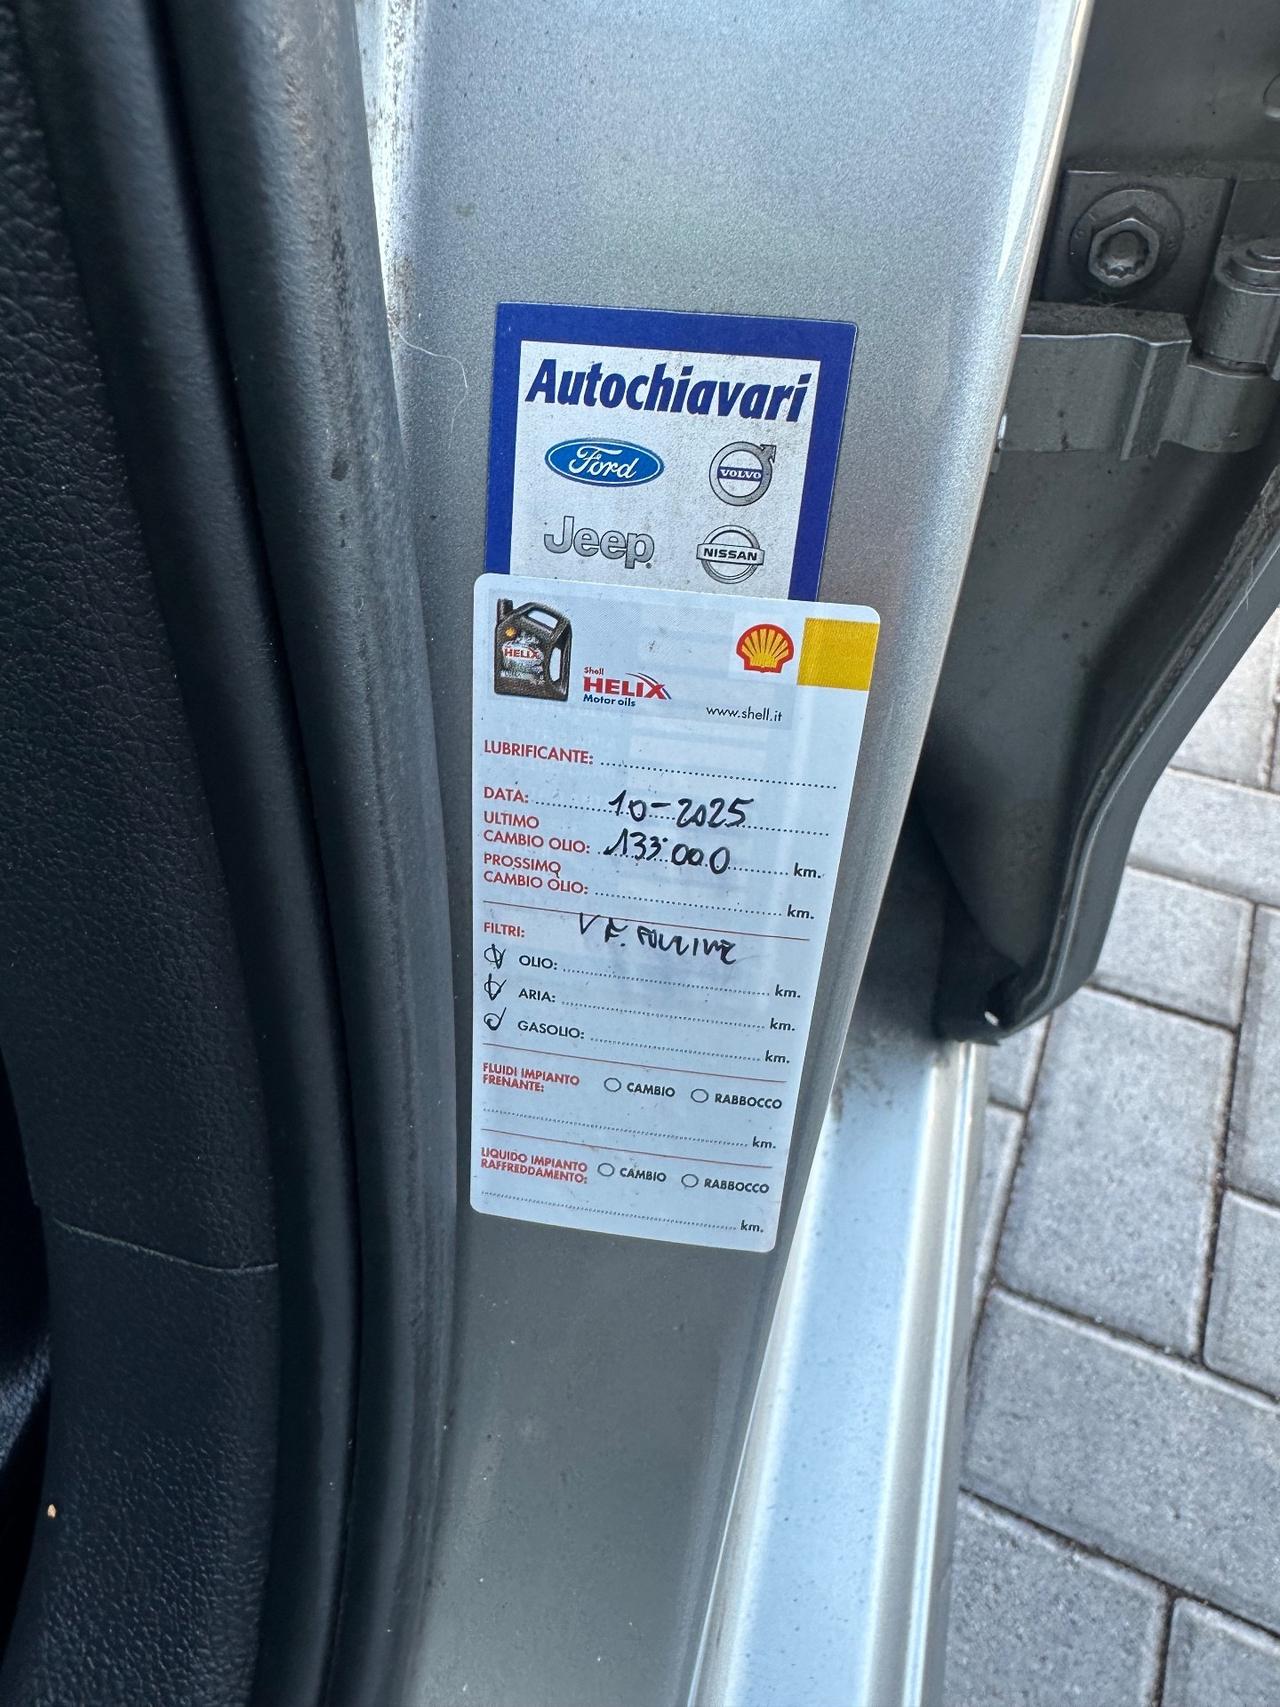 Autochiavari
Ford
VOLVO
Jeep
NISSAN
HELIX
Shell
HELIX
Motor oils
www.shell.it
LUBRIFICANTE:
DATA: 10-2025
ULTIMO
CAMBIO OLIO: 133.000 km.
PROSSIMO
CAMBIO OLIO: km.
FILTRI: V F.
OLIO: km.
ARIA: km.
GASOLIO: km.
FLUIDI IMPIANTO
FRENANTE: CAMBIO RABBOCCO
km.
LIQUIDO IMPIANTO
RAFFREDDAMENTO: CAMBIO RABBOCCO
km.